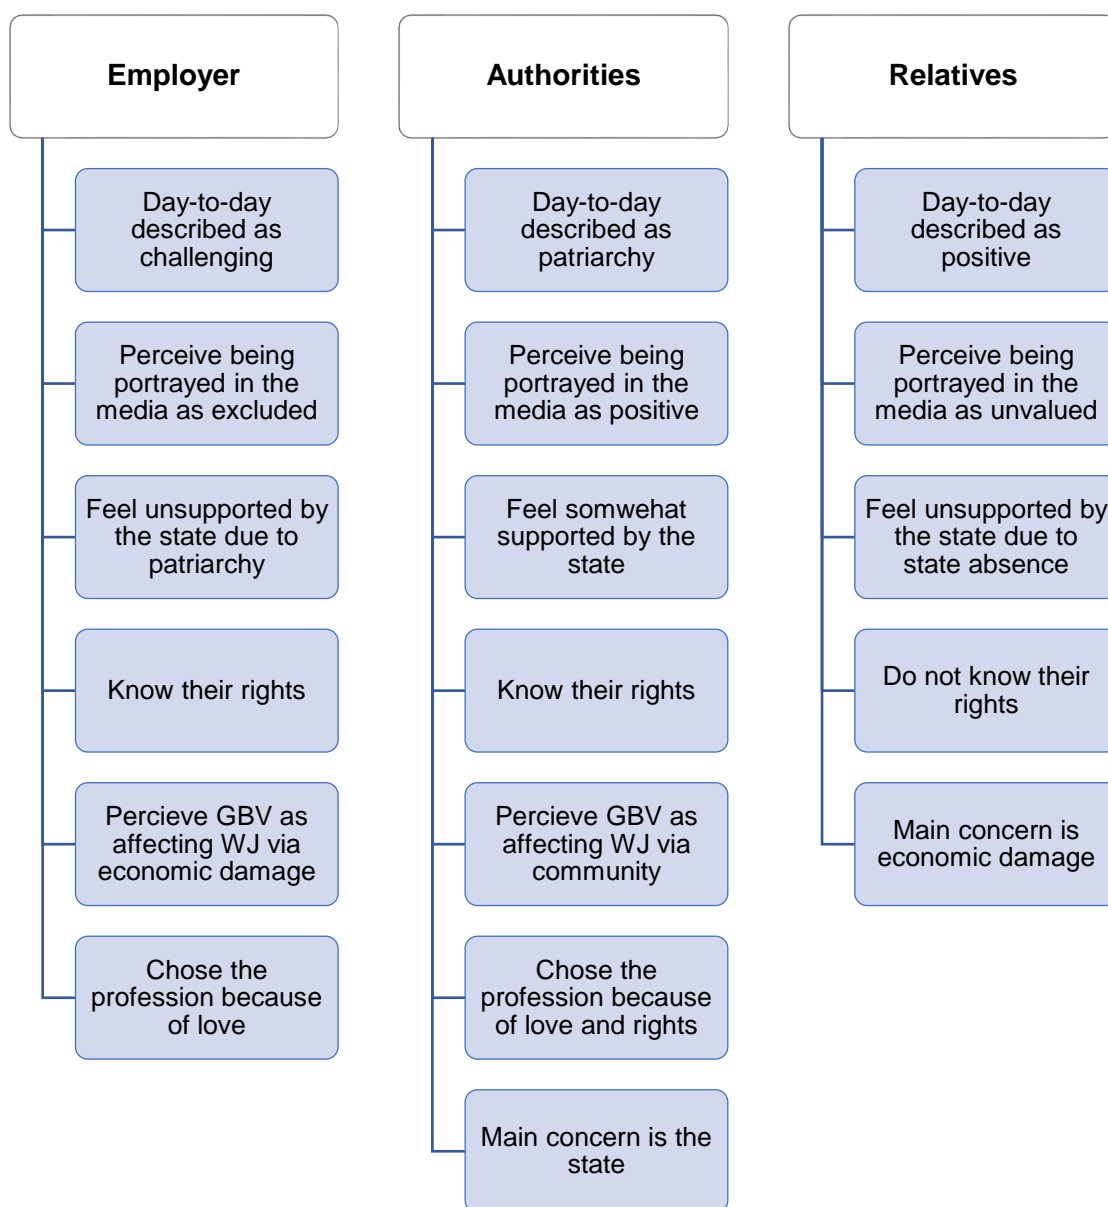 Employer
Day-to-day
described as
challenging
Perceive being
portrayed in the
media as excluded
Feel unsupported by
the state due to
patriarchy
Know their rights
Percieve GBV as
affecting WJ via
economic damage
Chose the
profession because
of love
Authorities
Day-to-day
described as
patriarchy
Perceive being
portrayed in the
media as positive
Feel somwehat
supported by the
state
Know their rights
Percieve GBV as
affecting WJ via
community
Chose the
profession because
of love and rights
Main concern is the
state
Relatives
Day-to-day
described as
positive
Perceive being
portrayed in the
media as unvalued
Feel unsupported by
the state due to
state absence
Do not know their
rights
Main concern is
economic damage